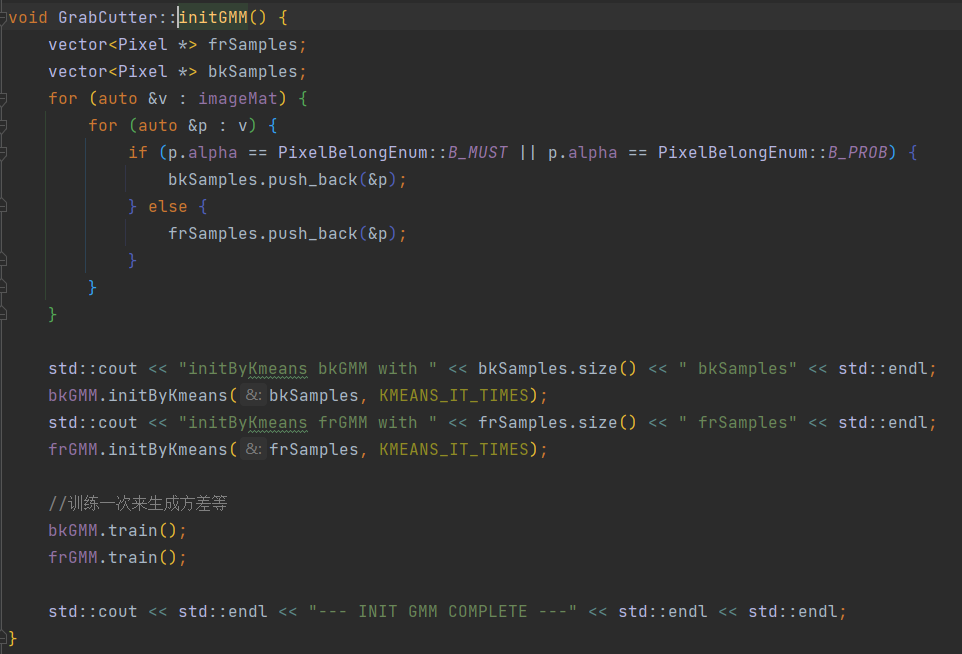 void GrabCutter::initGMM() {
    vector<Pixel *> frSamples;
    vector<Pixel *> bkSamples;
    for (auto &v : imageMat) {
        for (auto &p : v) {
            if (p.alpha == PixelBelongEnum::B_MUST || p.alpha == PixelBelongEnum::B_PROB) {
                bkSamples.push_back(&p);
            } else {
                frSamples.push_back(&p);
            }
        }
    }
    std::cout << "initByKmeans bkGMM with " << bkSamples.size() << " bkSamples" << std::endl;
    bkGMM.initByKmeans( &: bkSamples, KMEANS_IT_TIMES);
    std::cout << "initByKmeans frGMM with " << frSamples.size() << " frSamples" << std::endl;
    frGMM.initByKmeans( &: frSamples, KMEANS_IT_TIMES);
    //训练一次来生成方差等
    bkGMM.train();
    frGMM.train();
    std::cout << std::endl << "--- INIT GMM COMPLETE ---" << std::endl << std::endl;
}